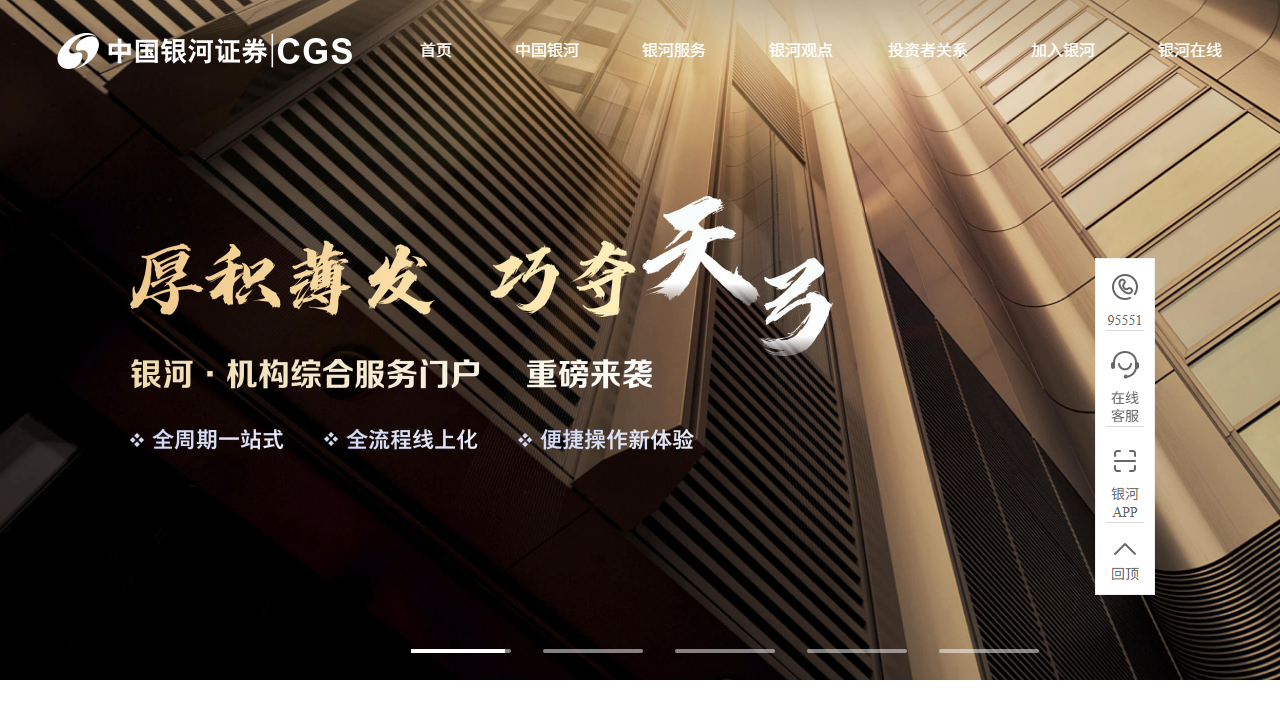 中国银河证券 CGS
首页 中国银河 银河服务 银河观点 投资者关系 加入银河 银河在线
厚积薄发 巧夺天弓
银河·机构综合服务门户 重磅来袭
全周期一站式 全流程线上化 便捷操作新体验
95551
在线
客服
银河
APP
回顶